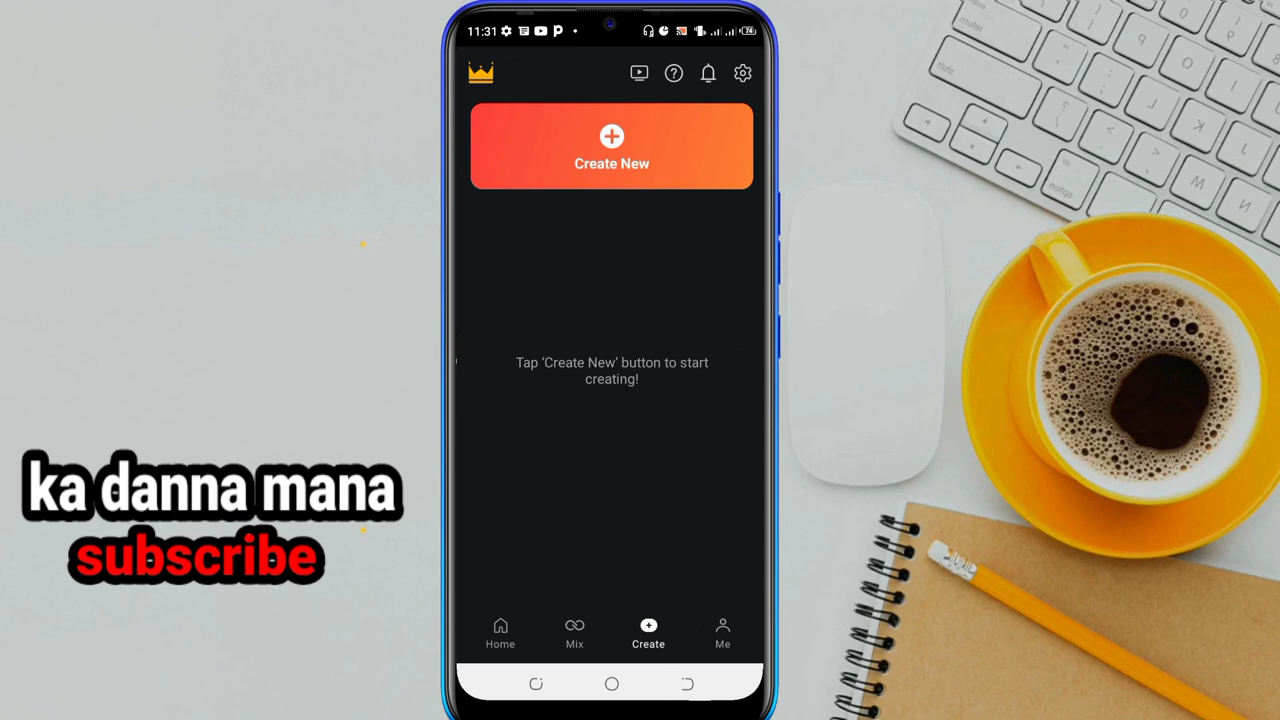 11:31
74
Create New
Tap ‘Create New’ button to start
creating!
ka danna mana
subscribe
Home
Mix
Create
Me